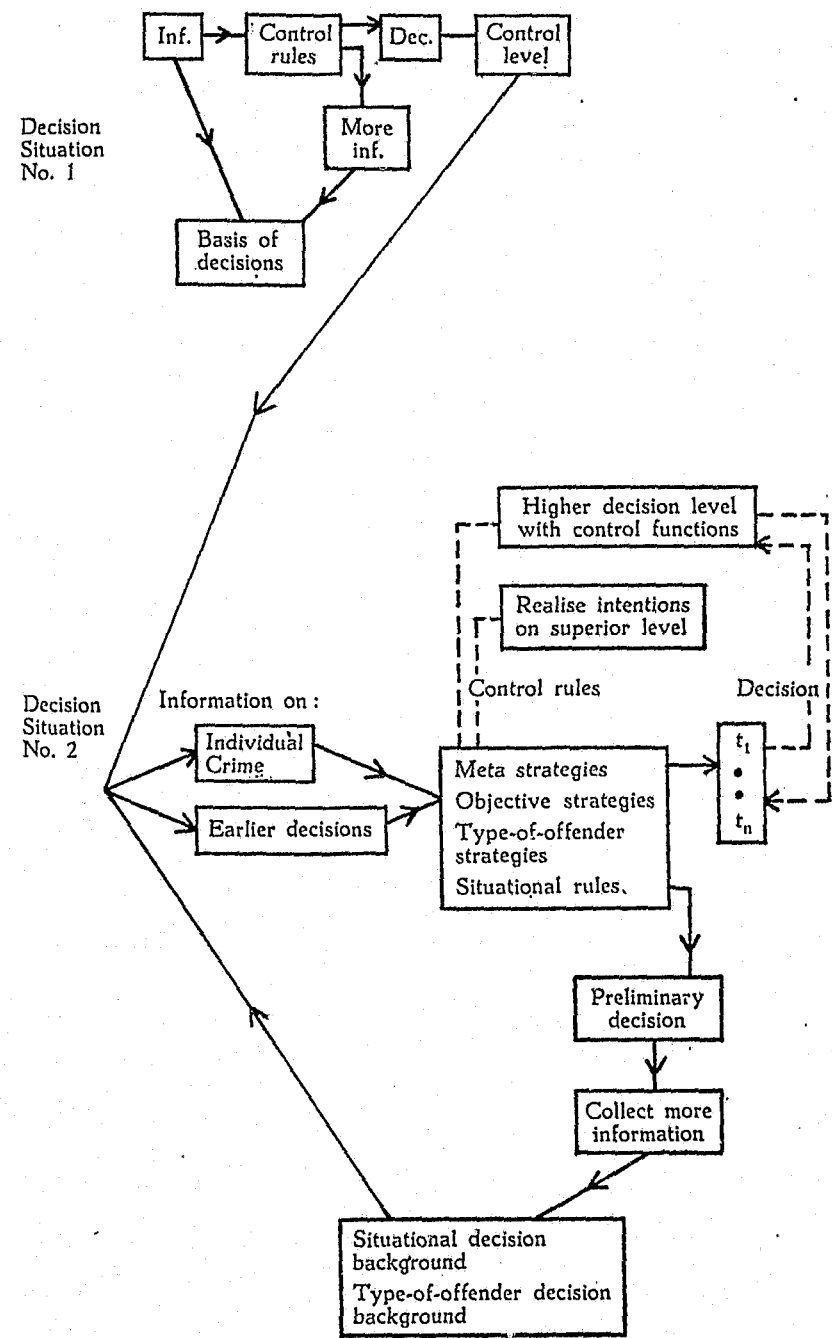 Inf.
Control
rules
Dec.
Control
level
Decision
Situation
No. 1
More
inf.
Basis of
decisions
Higher decision level
with control functions
Realise intentions
on superior level
Decision
Situation
No. 2
Information on :
Control rules
Decision
Individual
Crime
Earlier decisions
Meta strategies
Objective strategies
Type-of-offender
strategies
Situational rules.
t1
tn
Preliminary
decision
Collect more
information
Situational decision
background
Type-of-offender decision
background